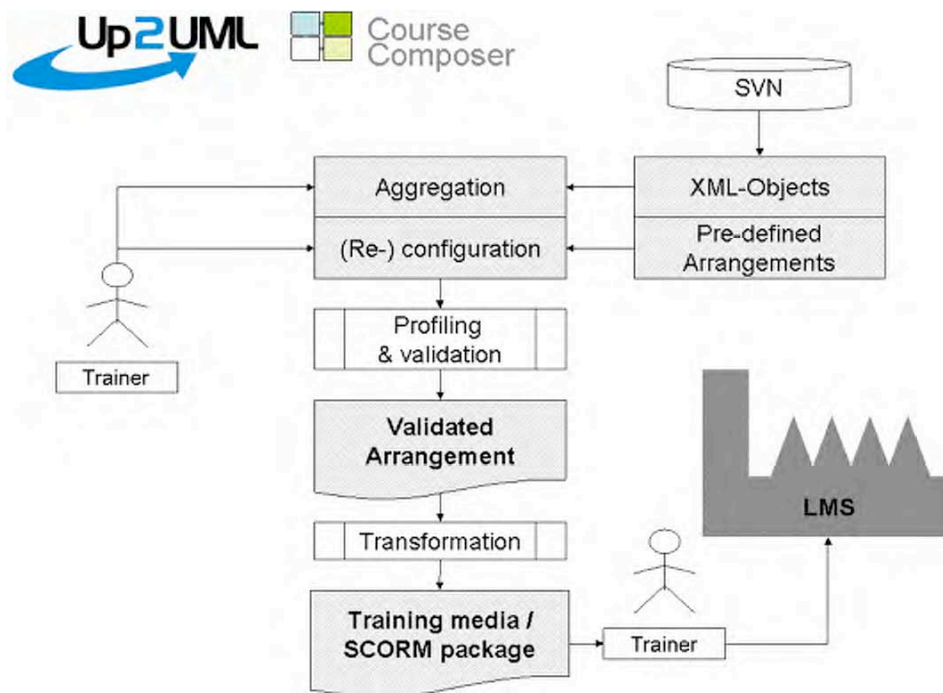 Up2UML
Course
Composer
SVN
Aggregation
XML-Objects
(Re-) configuration
Pre-defined
Arrangements
Profiling
& validation
Trainer
Validated
Arrangement
LMS
Transformation
Training media /
SCORM package
Trainer